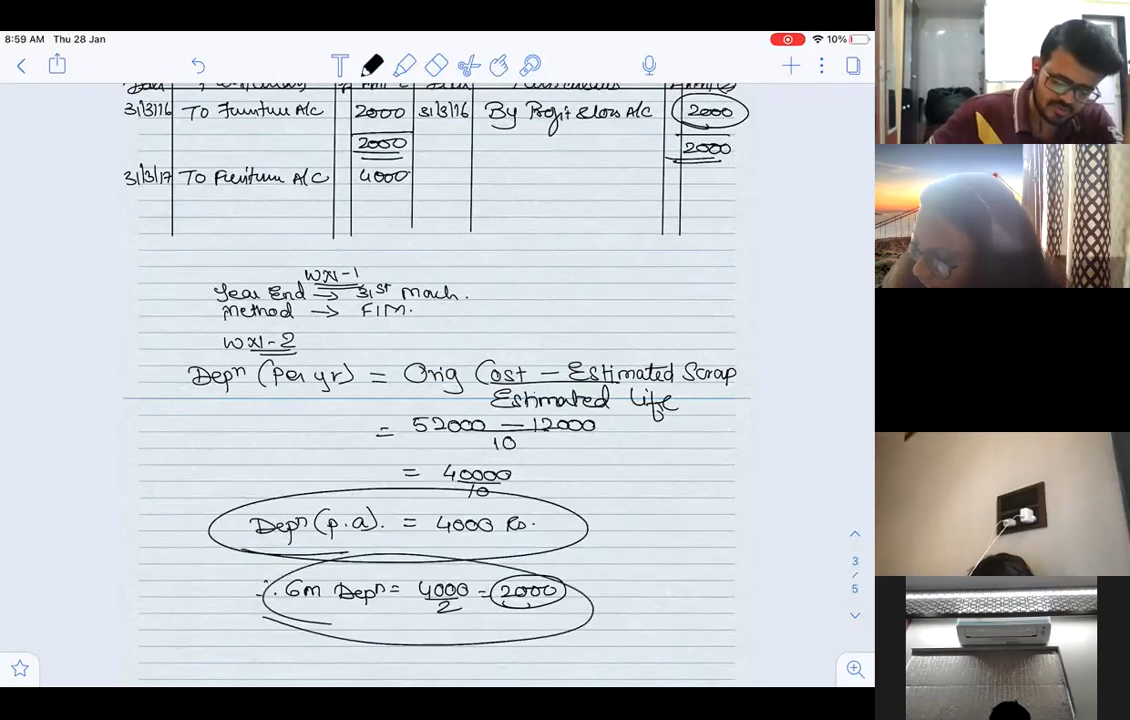 8:59 AM Thu 28 Jan
10%
31/3/16 To Furniture A/C 2000 31/3/16 By Profit & loss A/C 2000
2000 2000
31/3/17 To Furniture A/C 4000
WN-1
Year End → 31st March.
Method → FIM.
WN-2
Depn (Per yr) = Orig Cost - Estimated Scrap
Estimated Life
= 52000 - 12000
10
= 40000
10
Depn (p.a). = 4000 Rs.
∴ 6m Depn = 4000 = 2000
2
3
/
5